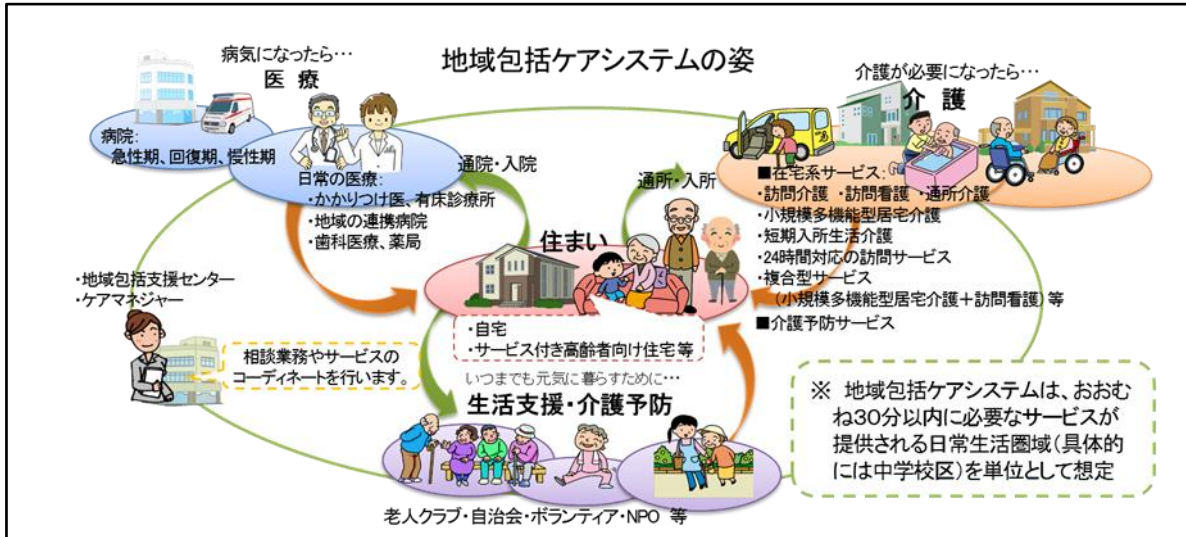 地域包括ケアシステムの姿
病気になったら…
医 療
病院:
急性期、回復期、慢性期
日常の医療:
・かかりつけ医、有床診療所
・地域の連携病院
・歯科医療、薬局
通院・入院
通所・入所
介護が必要になったら…
介 護
■在宅系サービス:
・訪問介護 ・訪問看護 ・通所介護
・小規模多機能型居宅介護
・短期入所生活介護
・24時間対応の訪問サービス
・複合型サービス
(小規模多機能型居宅介護+訪問看護)等
■介護予防サービス
住まい
・自宅
・サービス付き高齢者向け住宅等
・地域包括支援センター
・ケアマネジャー
相談業務やサービスの
コーディネートを行います。
いつまでも元気に暮らすために…
生活支援・介護予防
老人クラブ・自治会・ボランティア・NPO 等
※ 地域包括ケアシステムは、おおむ
ね30分以内に必要なサービスが
提供される日常生活圏域(具体的
には中学校区)を単位として想定